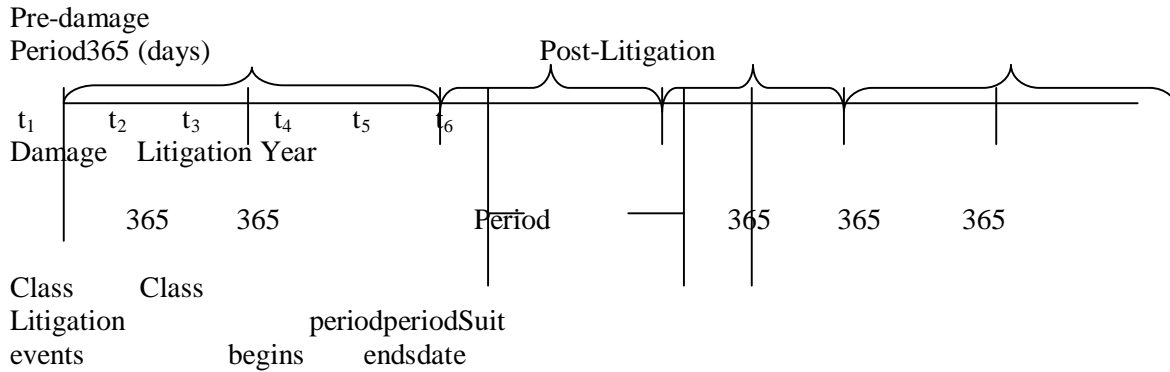 Pre-damage
Period365 (days) Post-Litigation
t1 t2 t3 t4 t5 t6
Damage Litigation Year
365 365 Period 365 365 365
Class Class
Litigation periodperiodSuit
events begins endsdate